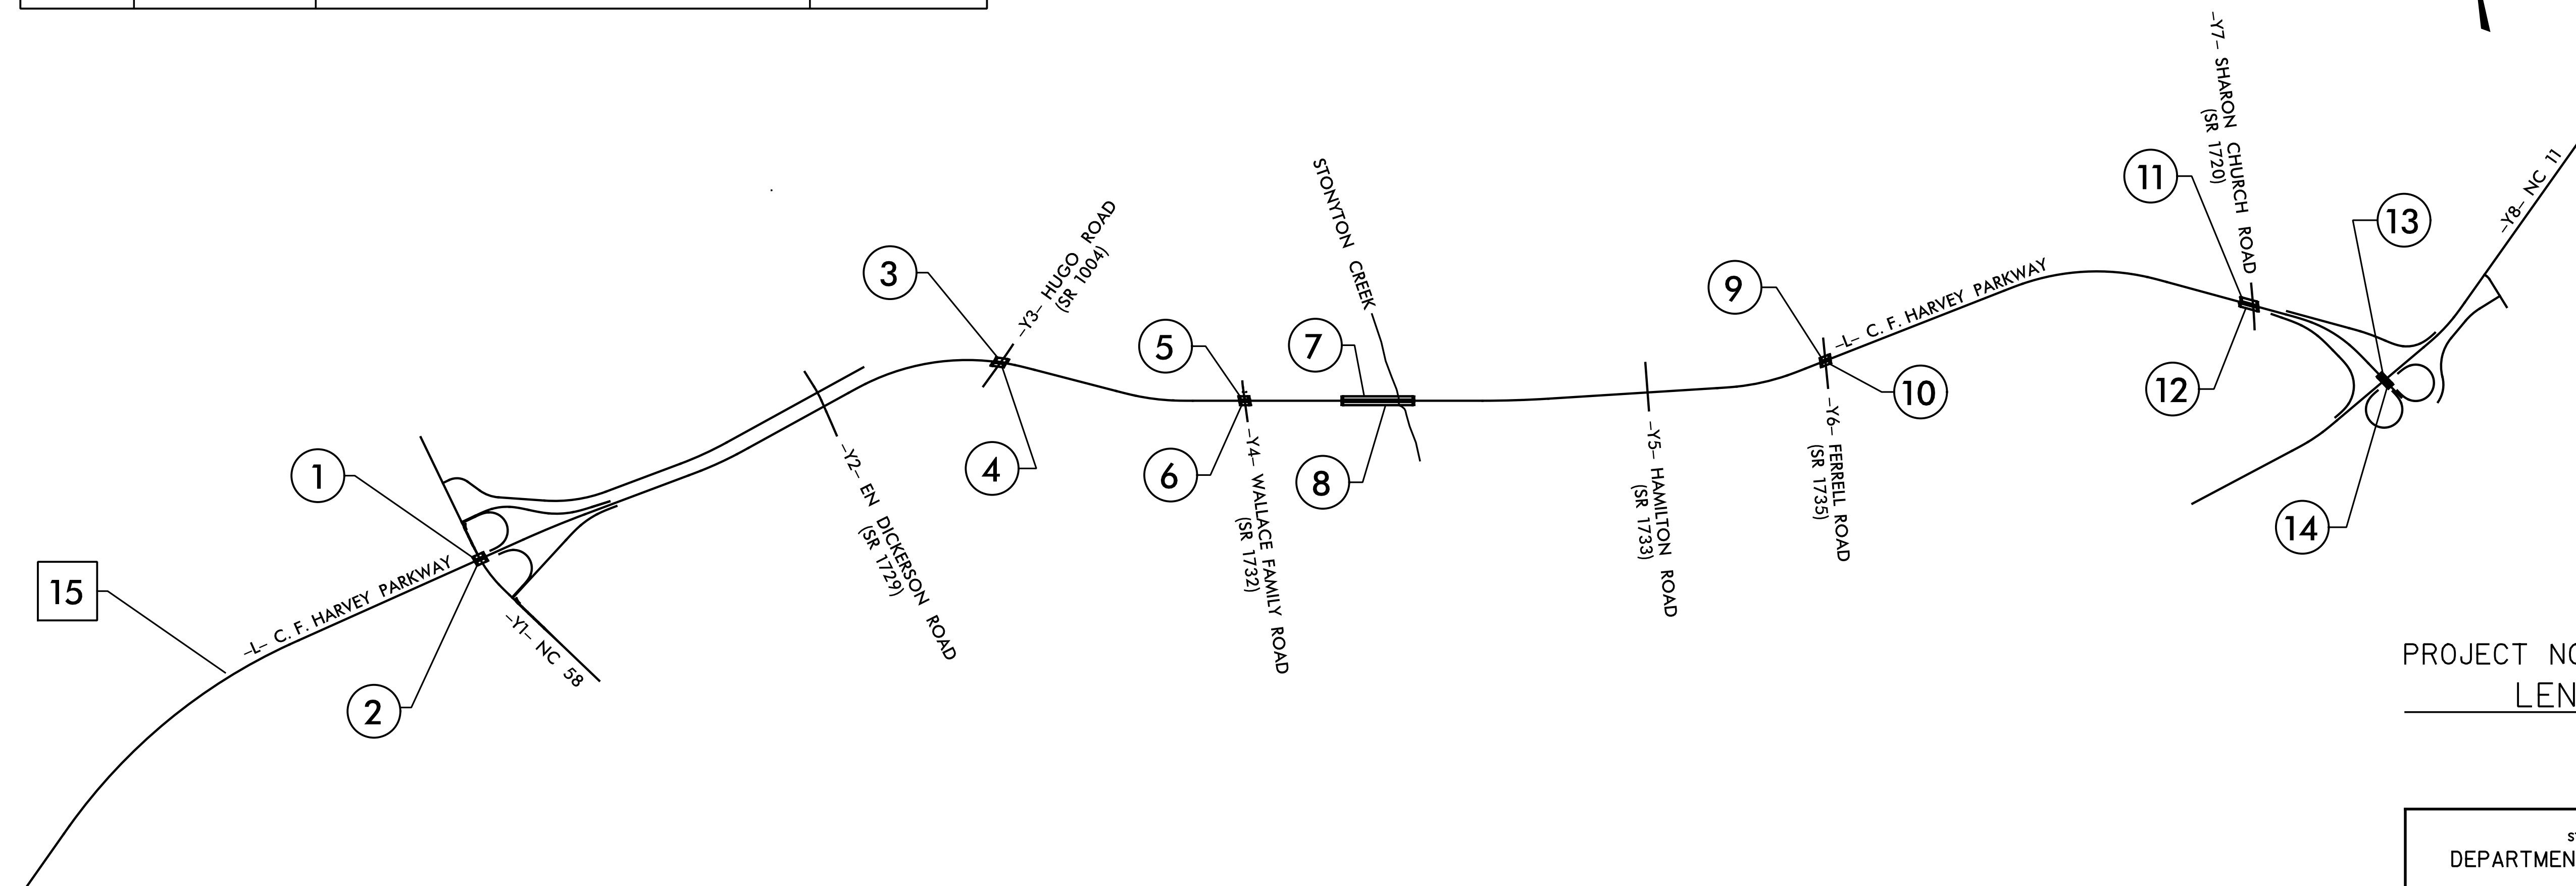 -Y7- SHARON CHURCH ROAD
(SR 1720)
-Y8- NC 11
11
13
STONYTON CREEK
-Y3- HUGO ROAD
(SR 1004)
3
9
-L- C. F. HARVEY PARKWAY
5
7
12
10
1
4
6
8
-Y6- FERRELL ROAD
(SR 1735)
-Y2- EN DICKERSON ROAD
(SR 1729)
-Y4- WALLACE FAMILY ROAD
(SR 1732)
-Y5- HAMILTON ROAD
(SR 1733)
14
15
-L- C. F. HARVEY PARKWAY
-Y1- NC 58
2
PROJECT